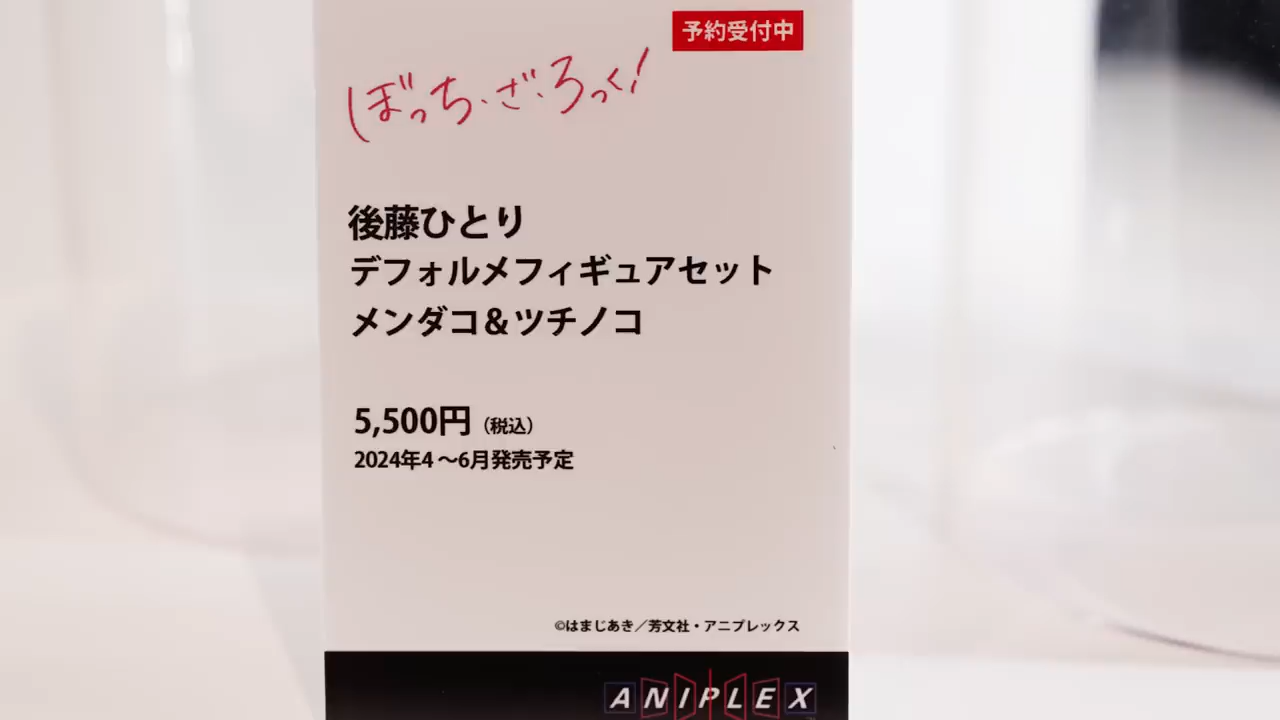 予約受付中
ぼっち・ざ・ろっく!
後藤ひとり
デフォルメフィギュアセット
メンダコ&ツチノコ
5,500円(税込)
2024年4〜6月発売予定
©はまじあき/芳文社・アニプレックス
ANIPLEX